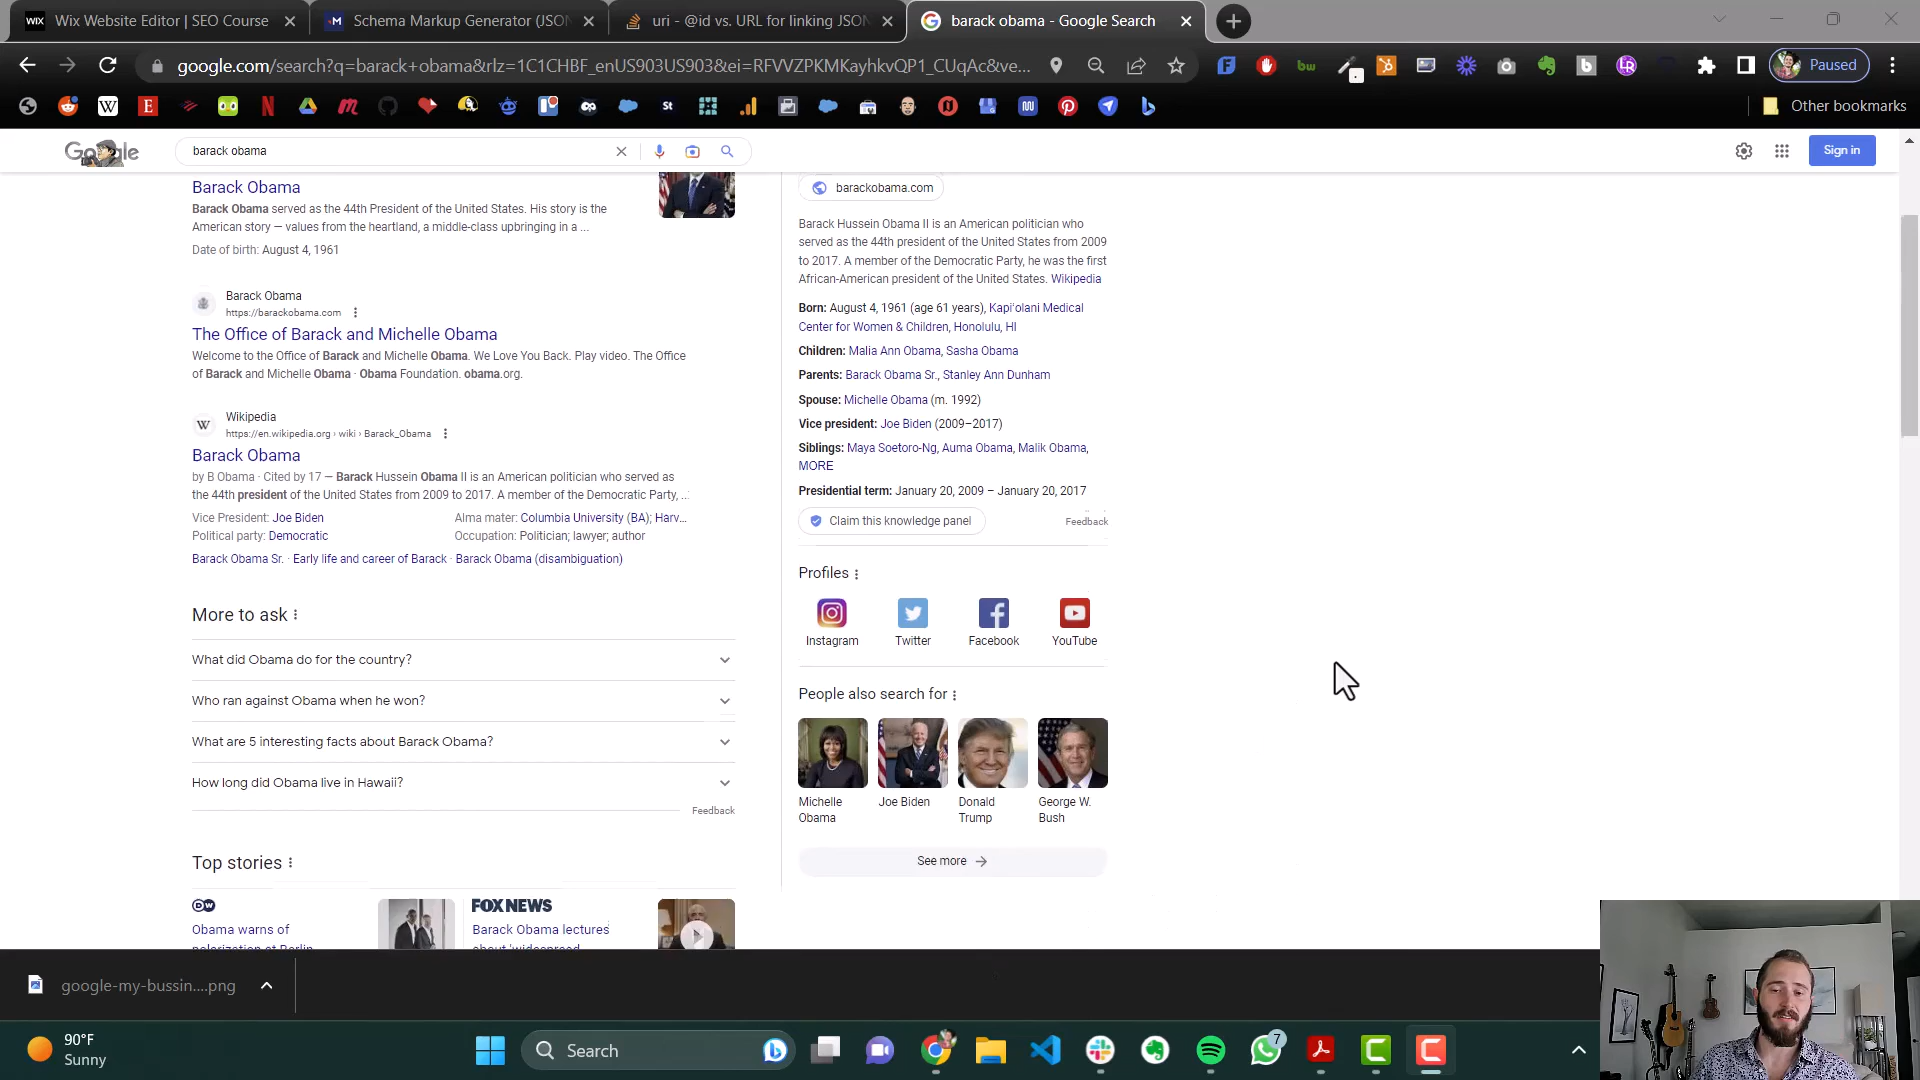 Wix Website Editor | SEO Course
Schema Markup Generator (JSON
uri - @id vs. URL for linking JSON
barack obama - Google Search
google.com/search?q=barack+obama&rlz=1C1CHBF_enUS903US903&ei=RFVVZPKMKayhkvQP1_CUqAc&ve...
Paused
Other bookmarks
barack obama
Sign in
Barack Obama
Barack Obama served as the 44th President of the United States. His story is the
American story — values from the heartland, a middle-class upbringing in a ...
Date of birth: August 4, 1961
Barack Obama
https://barackobama.com
The Office of Barack and Michelle Obama
Welcome to the Office of Barack and Michelle Obama. We Love You Back. Play video. The Office
of Barack and Michelle Obama · Obama Foundation. obama.org.
Wikipedia
https://en.wikipedia.org › wiki › Barack_Obama
Barack Obama
by B Obama · Cited by 17 — Barack Hussein Obama II is an American politician who served as
the 44th president of the United States from 2009 to 2017. A member of the Democratic Party, ...
Vice President: Joe Biden
Alma mater: Columbia University (BA); Harv...
Political party: Democratic
Occupation: Politician; lawyer; author
Barack Obama Sr. · Early life and career of Barack · Barack Obama (disambiguation)
More to ask
What did Obama do for the country?
Who ran against Obama when he won?
What are 5 interesting facts about Barack Obama?
How long did Obama live in Hawaii?
Feedback
Top stories
DW
Obama warns of
FOX NEWS
Barack Obama lectures
barackobama.com
Barack Hussein Obama II is an American politician who
served as the 44th president of the United States from 2009
to 2017. A member of the Democratic Party, he was the first
African-American president of the United States. Wikipedia
Born: August 4, 1961 (age 61 years), Kapiʻolani Medical
Center for Women & Children, Honolulu, HI
Children: Malia Ann Obama, Sasha Obama
Parents: Barack Obama Sr., Stanley Ann Dunham
Spouse: Michelle Obama (m. 1992)
Vice president: Joe Biden (2009–2017)
Siblings: Maya Soetoro-Ng, Auma Obama, Malik Obama,
MORE
Presidential term: January 20, 2009 – January 20, 2017
Claim this knowledge panel
Feedback
Profiles
Instagram
Twitter
Facebook
YouTube
People also search for
Michelle
Obama
Joe Biden
Donald
Trump
George W.
Bush
See more
google-my-bussin....png
90°F
Sunny
Search
7